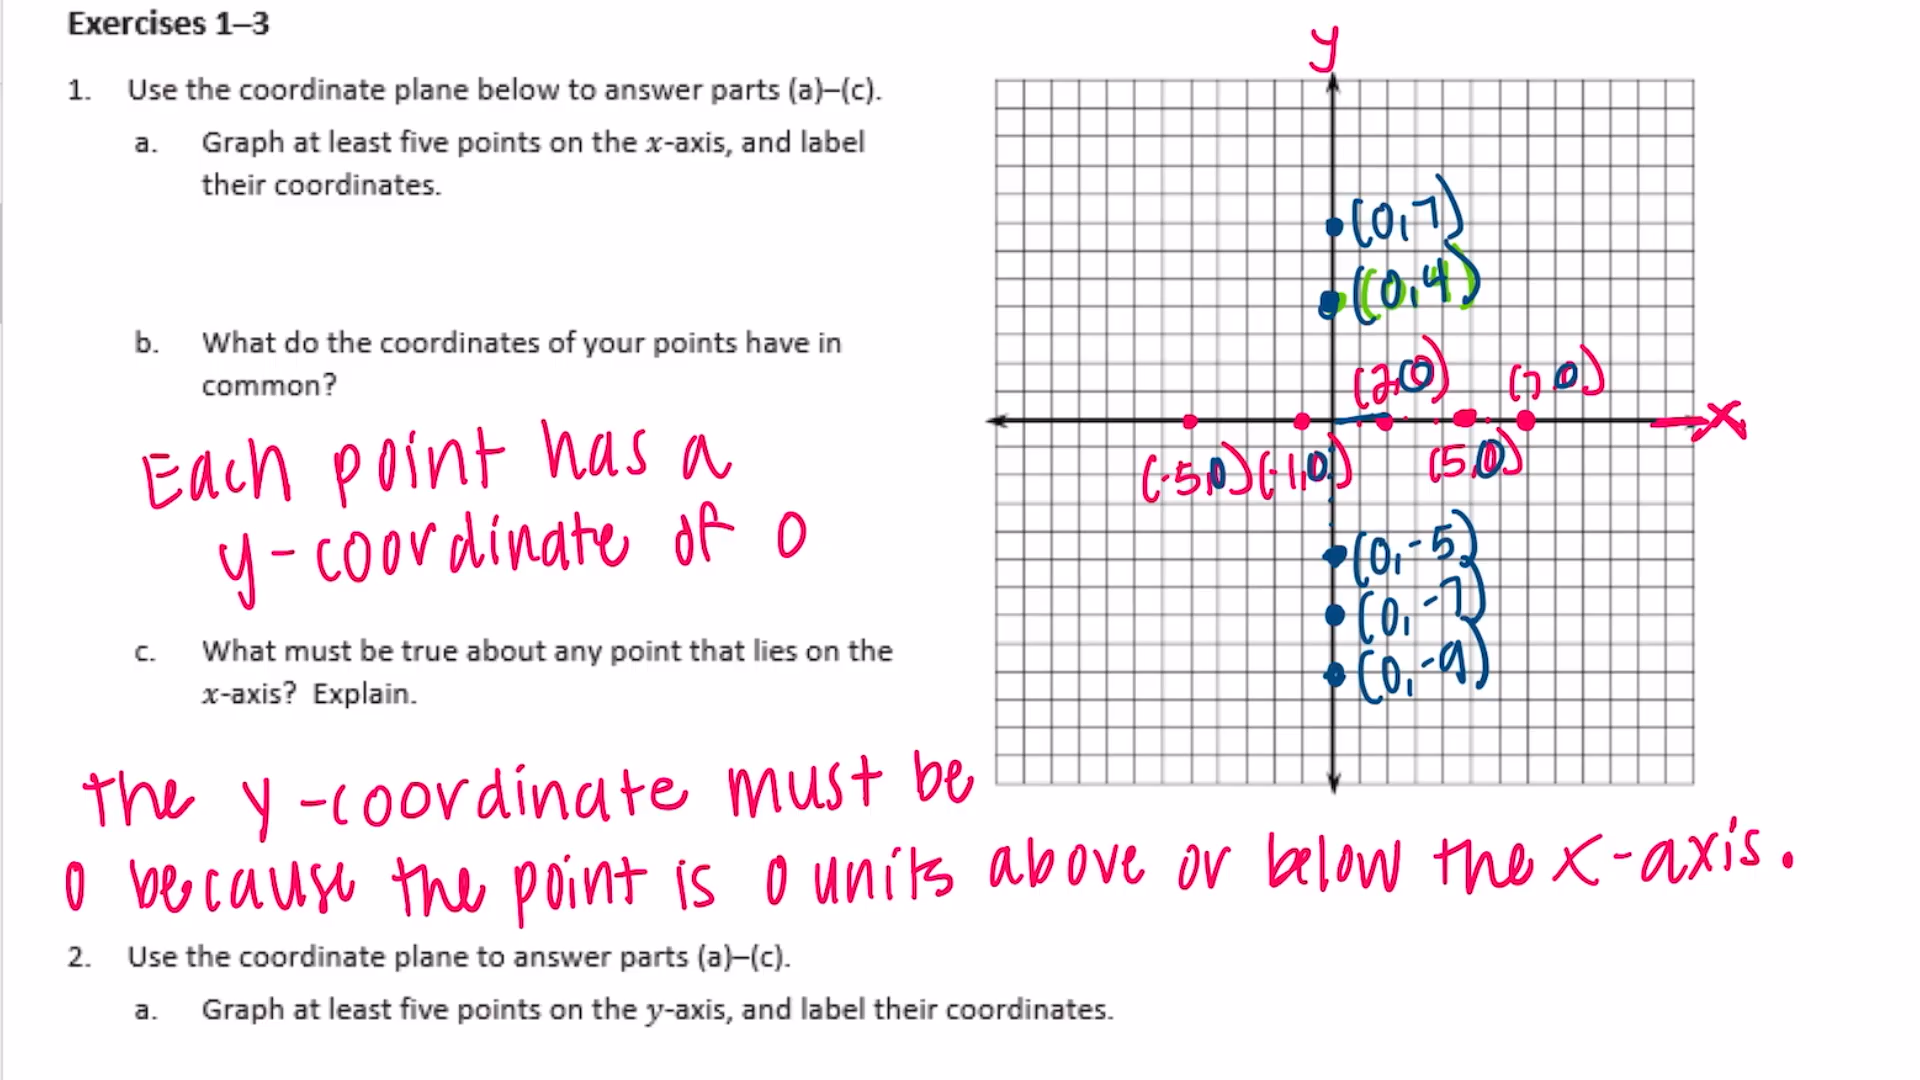 Exercises 1–3
1. Use the coordinate plane below to answer parts (a)–(c).
a. Graph at least five points on the x-axis, and label
their coordinates.
b. What do the coordinates of your points have in
common?
Each point has a
y-coordinate of 0
c. What must be true about any point that lies on the
x-axis? Explain.
The y-coordinate must be
0 because the point is 0 units above or below the x-axis.
y
(0,7)
(0,4)
(2,0) (7,0)
x
(-5,0) (-1,0) (5,0)
(0,-5)
(0,-7)
(0,-9)
2. Use the coordinate plane to answer parts (a)–(c).
a. Graph at least five points on the y-axis, and label their coordinates.